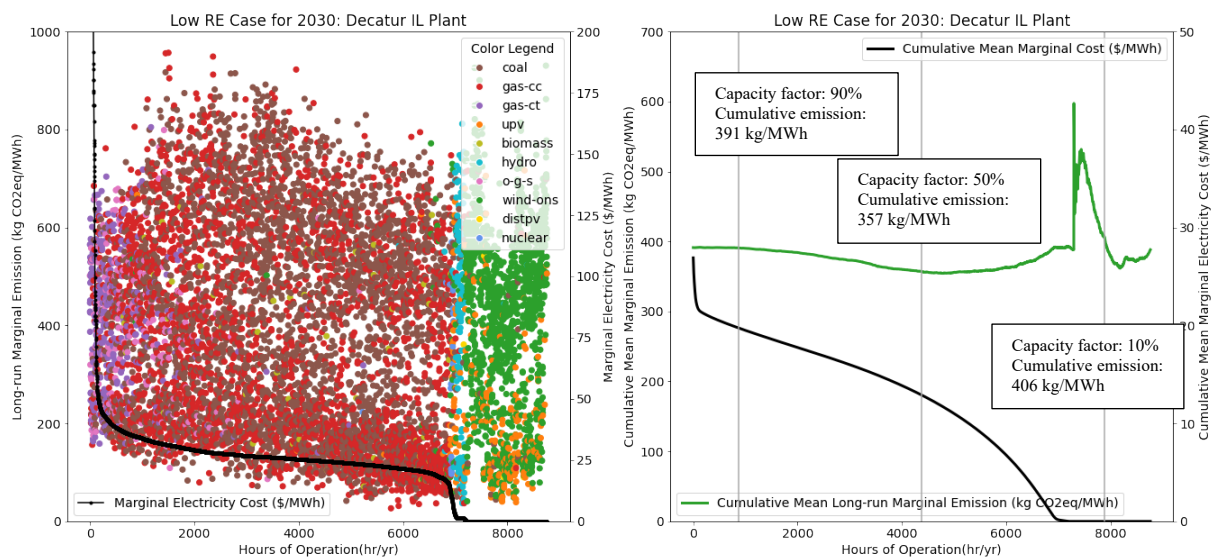 Low RE Case for 2030: Decatur IL Plant
Long-run Marginal Emission (kg CO2eq/MWh)
1000
800
600
400
200
0
Color Legend
coal
gas-cc
gas-ct
upv
biomass
hydro
o-g-s
wind-ons
distpv
nuclear
Marginal Electricity Cost ($/MWh)
0
2000
4000
6000
8000
Hours of Operation(hr/yr)
200
175
150
125
100
75
50
25
0
Marginal Electricity Cost ($/MWh)
Low RE Case for 2030: Decatur IL Plant
Cumulative Mean Marginal Emission (kg CO2eq/MWh)
700
600
500
400
300
200
100
0
Cumulative Mean Marginal Cost ($/MWh)
Capacity factor: 90%
Cumulative emission:
391 kg/MWh
Capacity factor: 50%
Cumulative emission:
357 kg/MWh
Capacity factor: 10%
Cumulative emission:
406 kg/MWh
Cumulative Mean Long-run Marginal Emission (kg CO2eq/MWh)
0
2000
4000
6000
8000
Hours of Operation(hr/yr)
50
40
20
10
0
Cumulative Mean Marginal Electricity Cost ($/MWh)